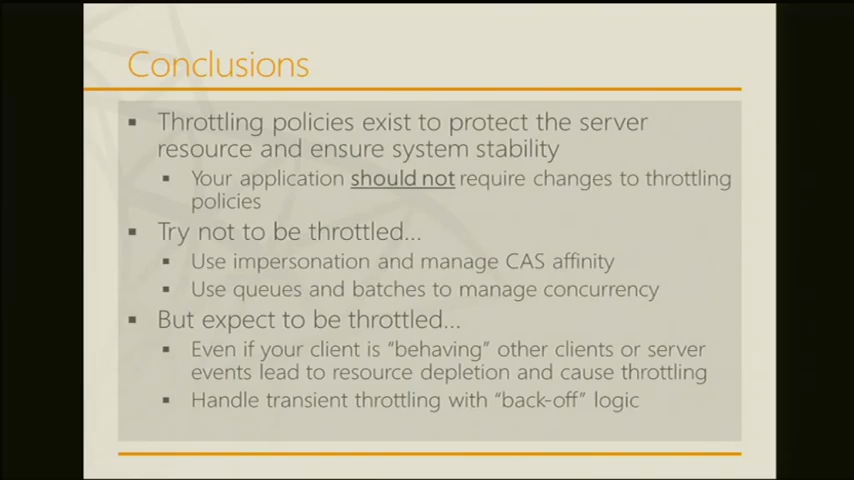 Conclusions
▪ Throttling policies exist to protect the server
resource and ensure system stability
▪ Your application should not require changes to throttling
policies
▪ Try not to be throttled...
▪ Use impersonation and manage CAS affinity
▪ Use queues and batches to manage concurrency
▪ But expect to be throttled...
▪ Even if your client is “behaving” other clients or server
events lead to resource depletion and cause throttling
▪ Handle transient throttling with “back-off” logic